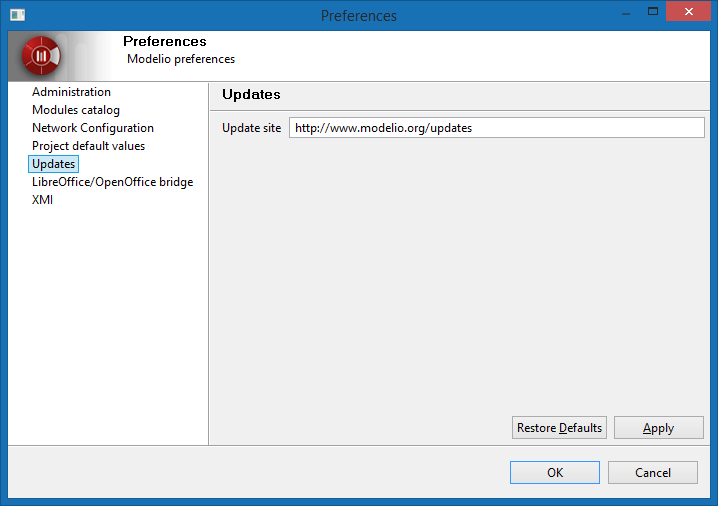 Preferences
Preferences
Modelio preferences
Administration
Modules catalog
Network Configuration
Project default values
Updates
LibreOffice/OpenOffice bridge
XMI
Updates
Update site http://www.modelio.org/updates
Restore Defaults Apply
OK Cancel